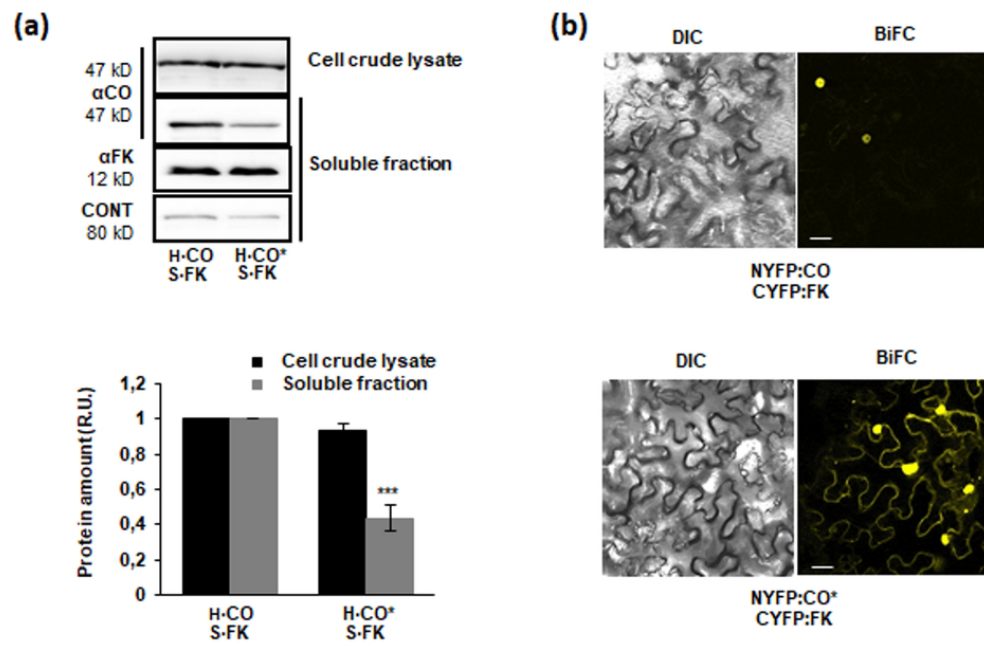 (a)
47 kD
αCO
47 kD
αFK
12 kD
CONT
80 kD
Cell crude lysate
Soluble fraction
H·CO H·CO*
S·FK S·FK
Cell crude lysate
Soluble fraction
Protein amount (R.U.)
1,2
1
0,8
0,6
0,4
0,2
0
***
H·CO H·CO*
S·FK S·FK
(b)
DIC BiFC
NYFP:CO
CYFP:FK
DIC BiFC
NYFP:CO*
CYFP:FK